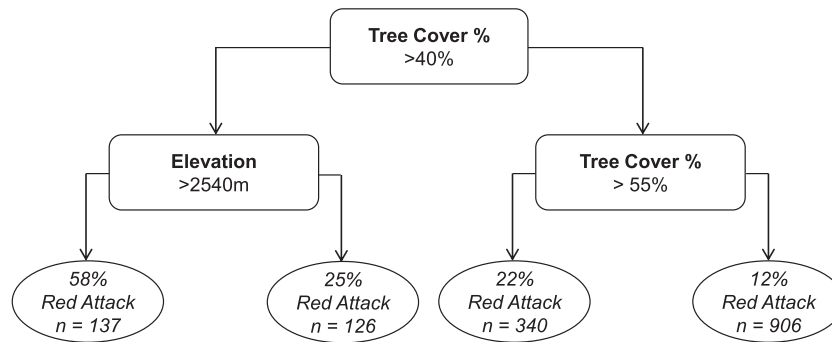 Tree Cover %
>40%
Elevation
>2540m
Tree Cover %
> 55%
58%
Red Attack
n = 137
25%
Red Attack
n = 126
22%
Red Attack
n = 340
12%
Red Attack
n = 906